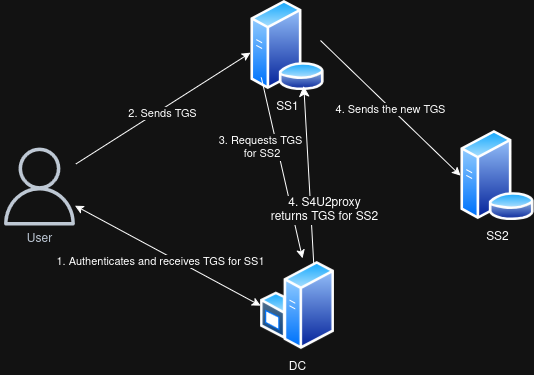 SS1
2. Sends TGS
4. Sends the new TGS
3. Requests TGS
for SS2
4. S4U2proxy
returns TGS for SS2
User
SS2
1. Authenticates and receives TGS for SS1
DC